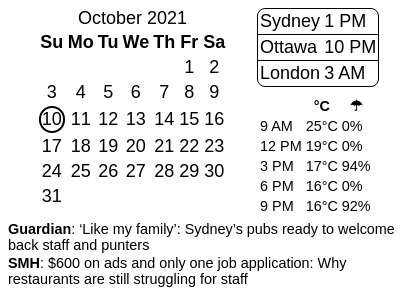 October 2021
Su Mo Tu We Th Fr Sa
1 2
3 4 5 6 7 8 9
10 11 12 13 14 15 16
17 18 19 20 21 22 23
24 25 26 27 28 29 30
31
Sydney 1 PM
Ottawa 10 PM
London 3 AM
°C ☂
9 AM 25°C 0%
12 PM 19°C 0%
3 PM 17°C 94%
6 PM 16°C 0%
9 PM 16°C 92%
Guardian: ‘Like my family’: Sydney’s pubs ready to welcome
back staff and punters
SMH: $600 on ads and only one job application: Why
restaurants are still struggling for staff